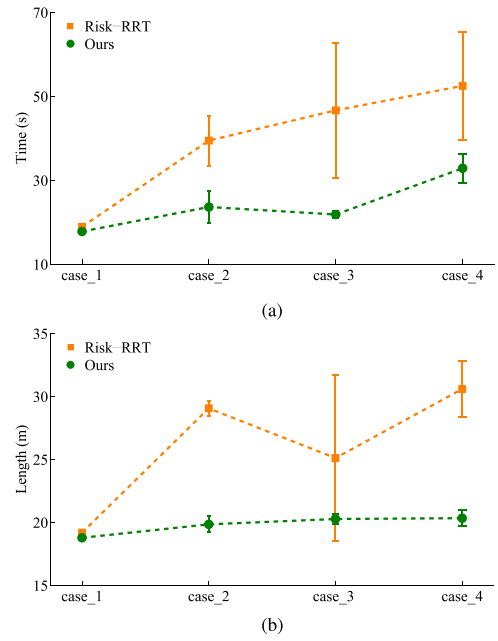 70
Risk−RRT
Ours
50
Time (s)
30
10
case_1 case_2 case_3 case_4
(a)
35
Risk−RRT
Ours
30
25
Length (m)
20
15
case_1 case_2 case_3 case_4
(b)